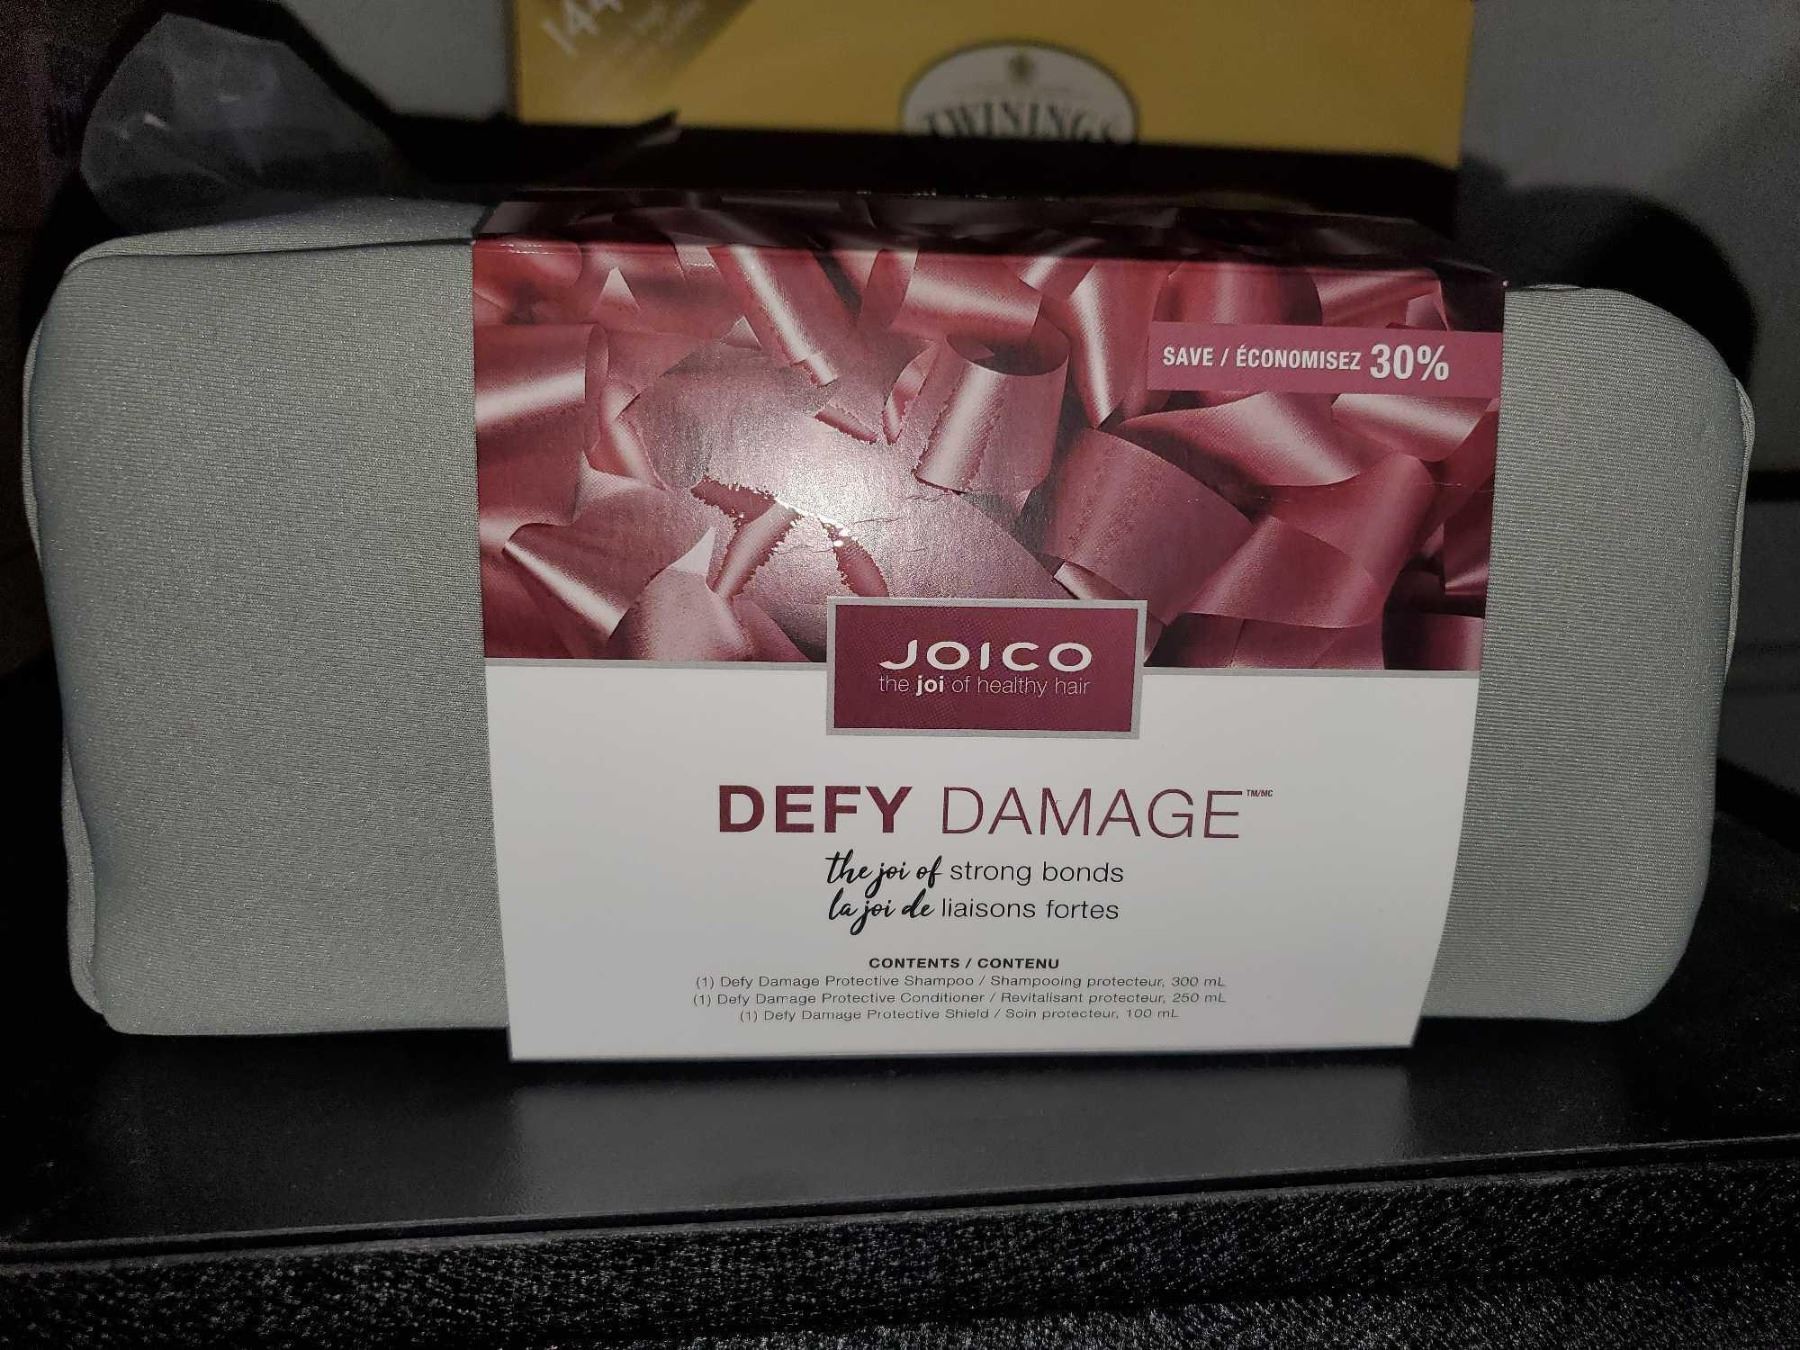 144
TWININGS
SAVE / ÉCONOMISEZ 30%
JOICO
the joi of healthy hair
DEFY DAMAGE™/MC
the joi of strong bonds
la joi de liaisons fortes
CONTENTS / CONTENU
(1) Defy Damage Protective Shampoo / Shampooing protecteur, 300 mL
(1) Defy Damage Protective Conditioner / Revitalisant protecteur, 250 mL
(1) Defy Damage Protective Shield / Soin protecteur, 100 mL